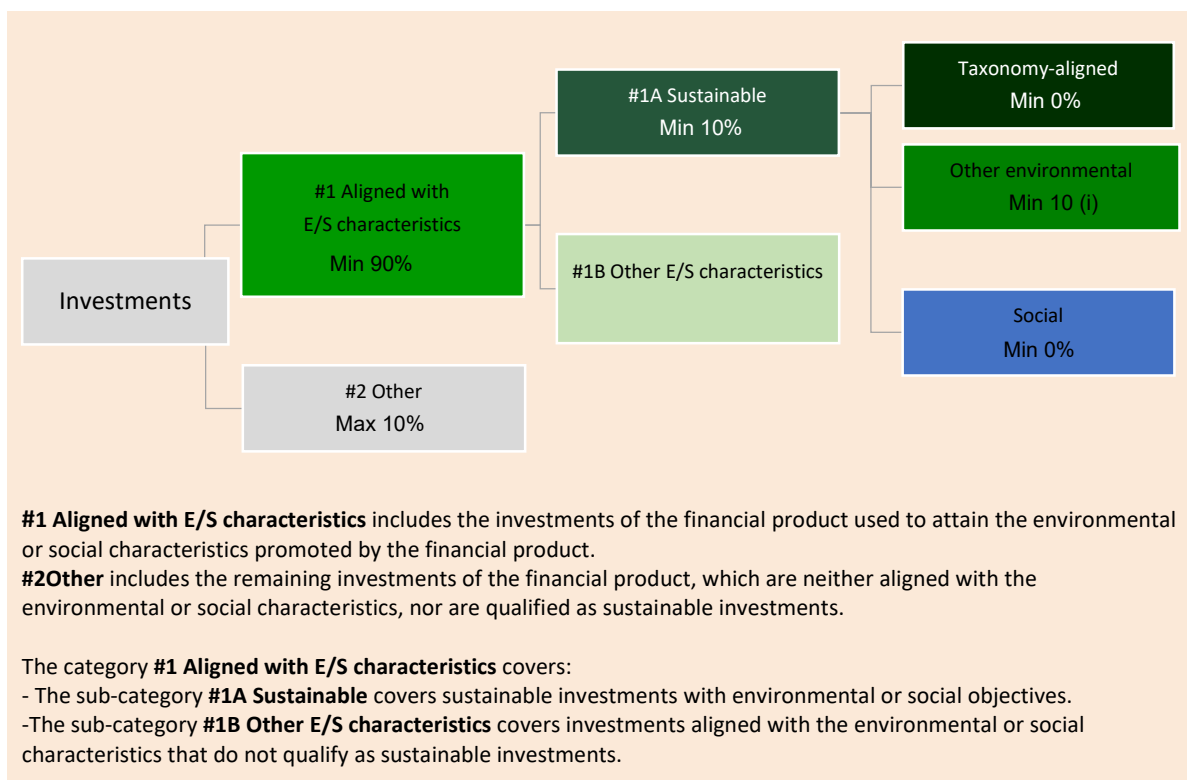 Investments
#1 Aligned with
E/S characteristics
Min 90%
#2 Other
Max 10%
#1A Sustainable
Min 10%
#1B Other E/S characteristics
Taxonomy-aligned
Min 0%
Other environmental
Min 10 (i)
Social
Min 0%
#1 Aligned with E/S characteristics includes the investments of the financial product used to attain the environmental
or social characteristics promoted by the financial product.
#2Other includes the remaining investments of the financial product, which are neither aligned with the
environmental or social characteristics, nor are qualified as sustainable investments.
The category #1 Aligned with E/S characteristics covers:
- The sub-category #1A Sustainable covers sustainable investments with environmental or social objectives.
-The sub-category #1B Other E/S characteristics covers investments aligned with the environmental or social
characteristics that do not qualify as sustainable investments.